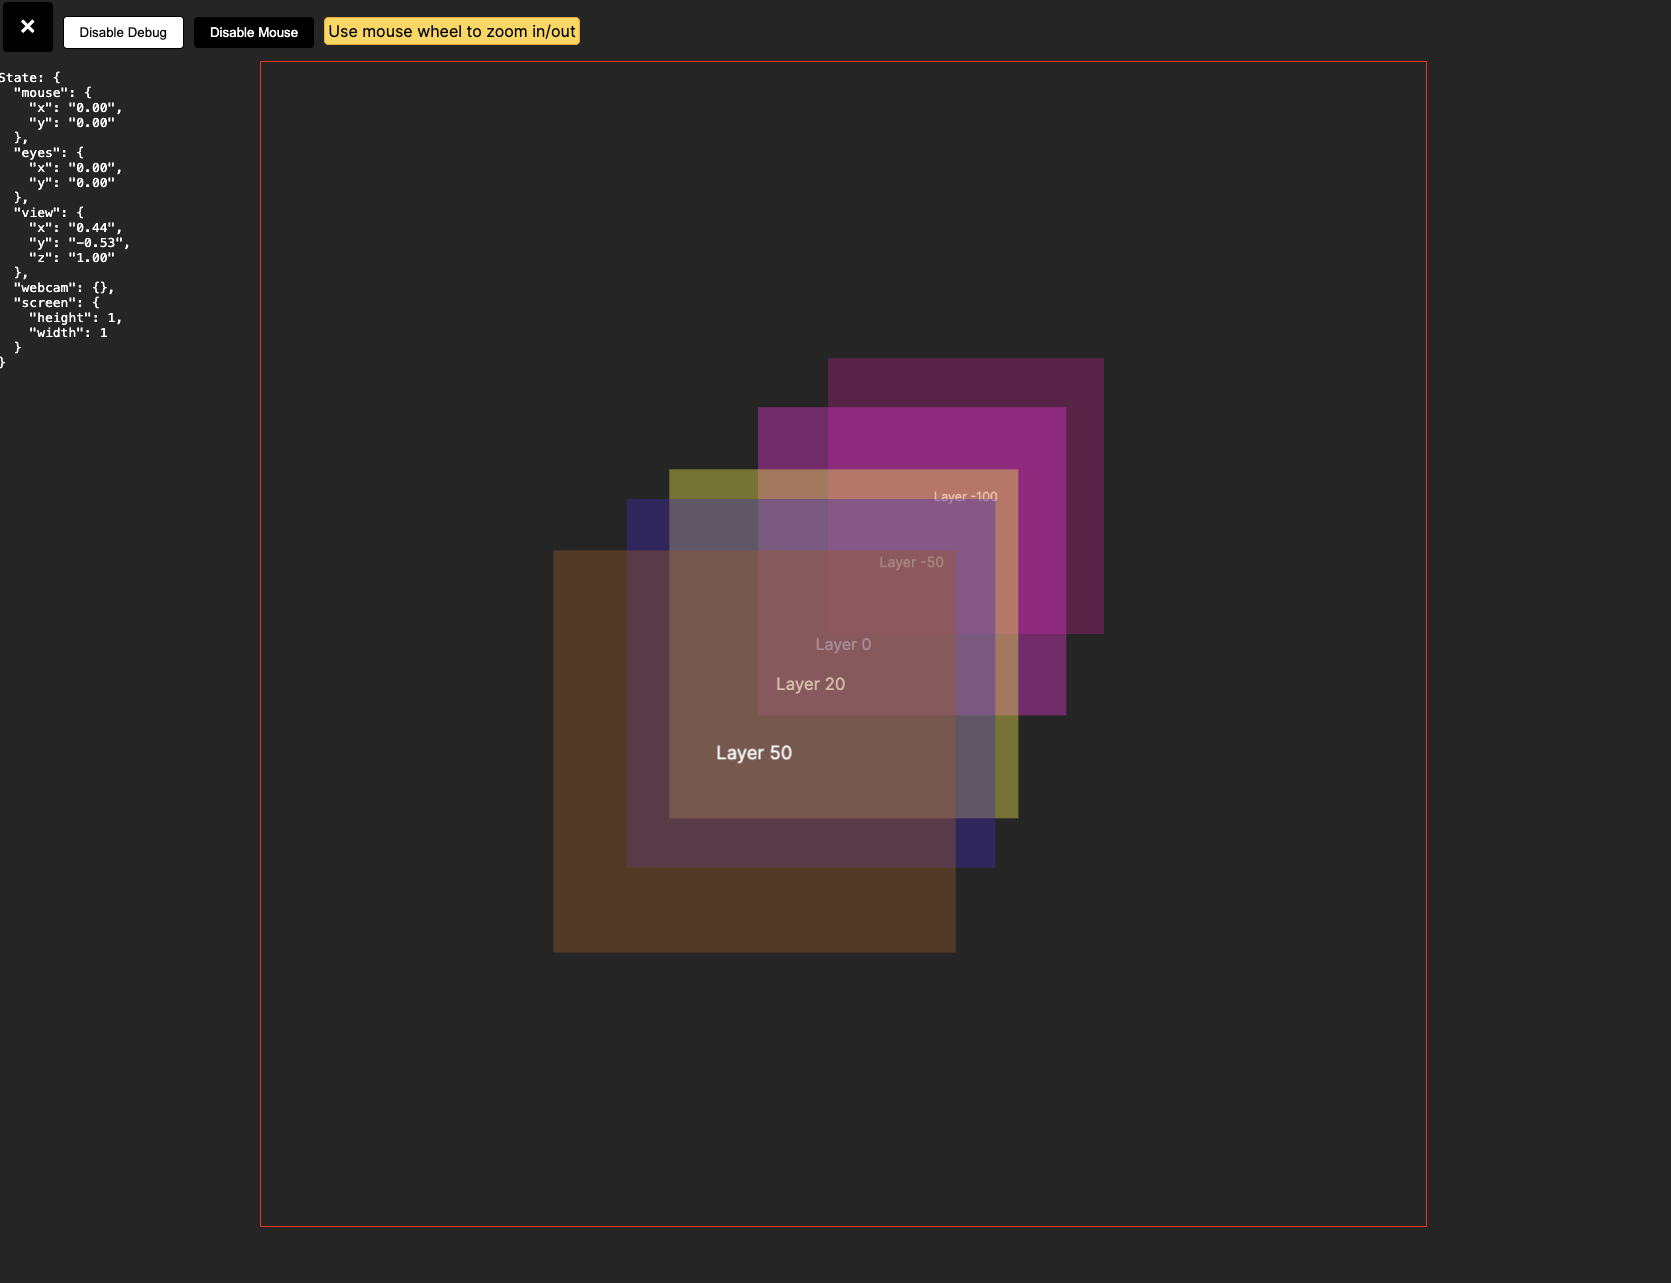 ×
Disable Debug
Disable Mouse
Use mouse wheel to zoom in/out
State: {
  "mouse": {
    "x": "0.00",
    "y": "0.00"
  },
  "eyes": {
    "x": "0.00",
    "y": "0.00"
  },
  "view": {
    "x": "0.44",
    "y": "-0.53",
    "z": "1.00"
  },
  "webcam": {},
  "screen": {
    "height": 1,
    "width": 1
  }
}
Layer -100
Layer -50
Layer 0
Layer 20
Layer 50